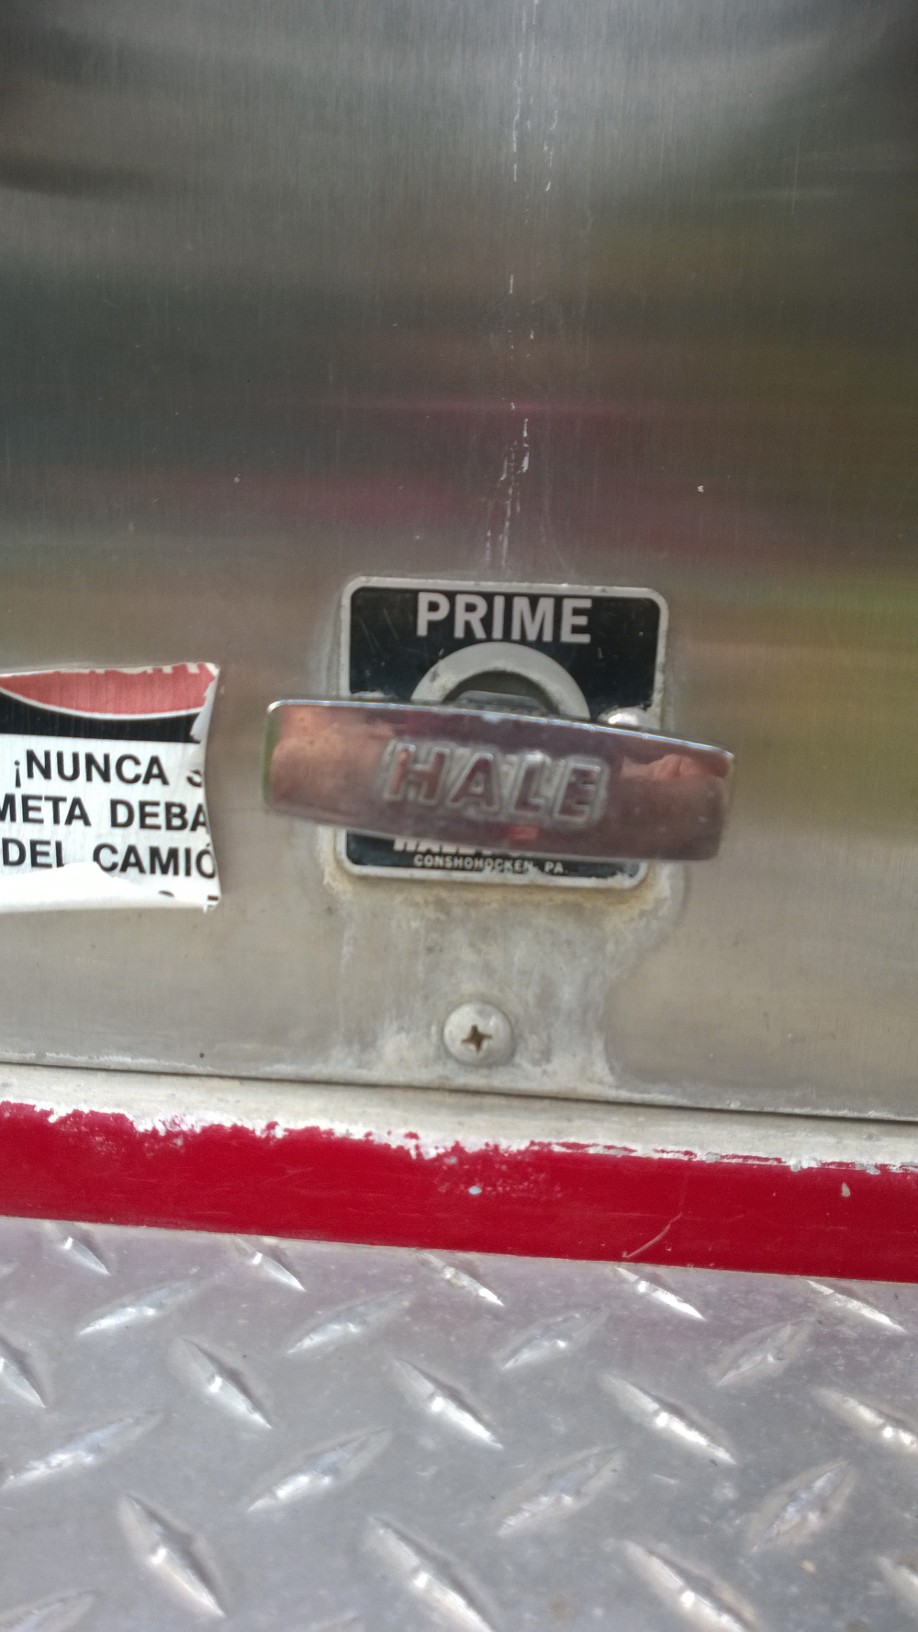 PRIME
HALE
CONSHOHOCKEN, PA.
¡NUNCA
META DEBA
DEL CAMIÓ